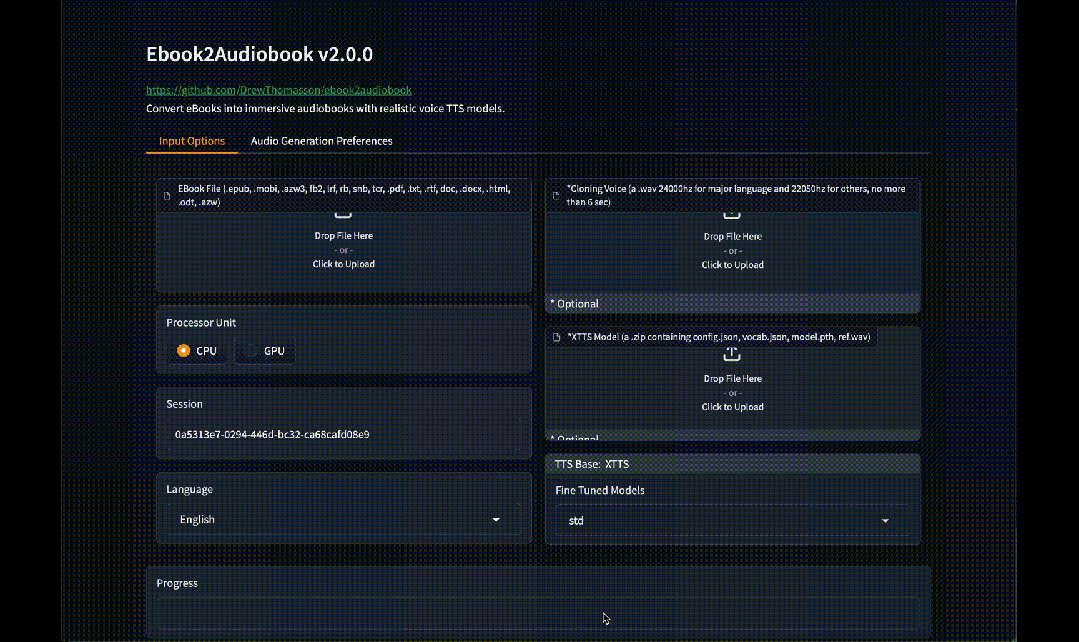 Ebook2Audiobook v2.0.0
https://github.com/DrewThomasson/ebook2audiobook
Convert eBooks into immersive audiobooks with realistic voice TTS models.
Input Options
Audio Generation Preferences
EBook File (.epub, .mobi, .azw3, fb2, lrf, rb, snb, tcr, .pdf, .txt, .rtf, doc, .docx, .html,
.odt, .azw)
Drop File Here
- or -
Click to Upload
Processor Unit
CPU
GPU
Session
0a5313e7-0294-446d-bc32-ca68cafd08e9
Language
English
*Cloning Voice (a .wav 24000hz for major language and 22050hz for others, no more
than 6 sec)
Drop File Here
- or -
Click to Upload
* Optional
*XTTS Model (a .zip containing config.json, vocab.json, model.pth, ref.wav)
Drop File Here
- or -
Click to Upload
* Optional
TTS Base: XTTS
Fine Tuned Models
std
Progress